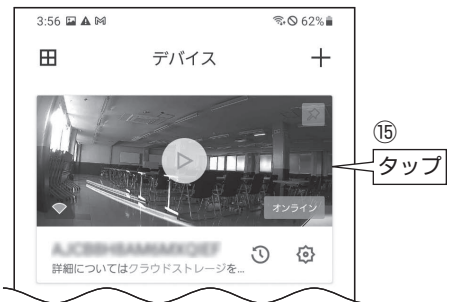 3:56 62%
デバイス
⑮
タップ
オンライン
詳細についてはクラウドストレージを...